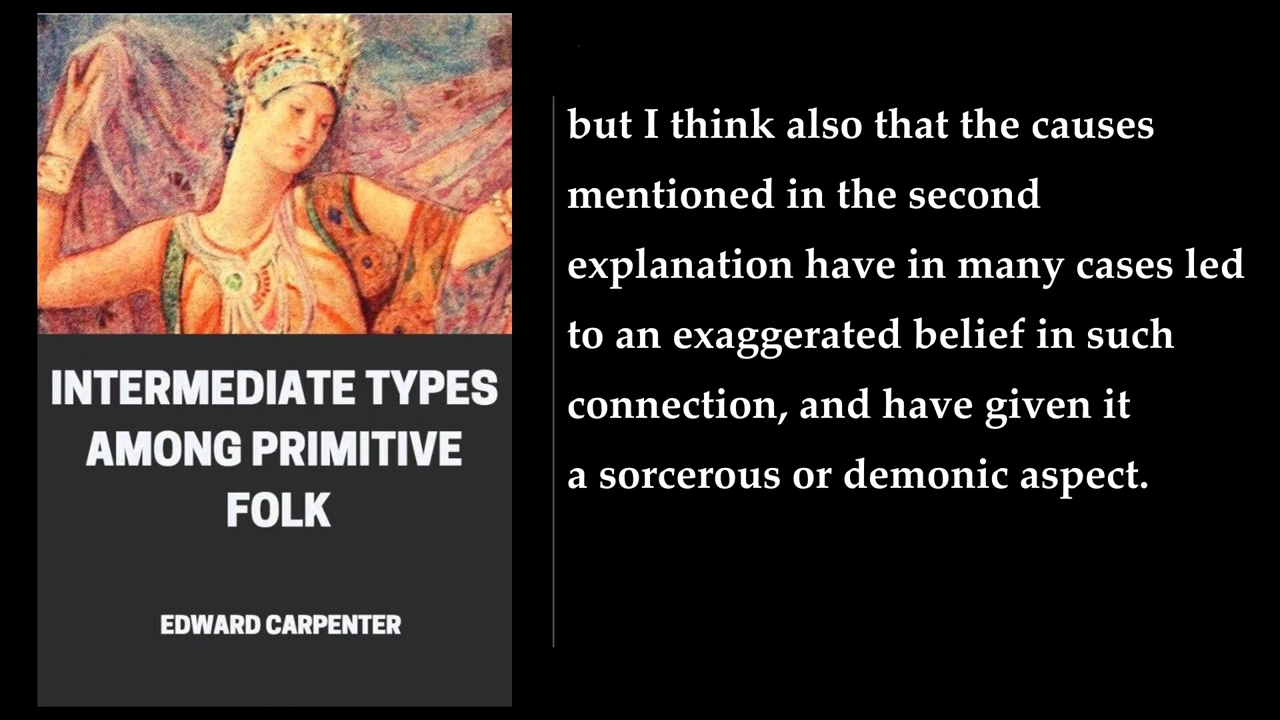 INTERMEDIATE TYPES
AMONG PRIMITIVE
FOLK
EDWARD CARPENTER
but I think also that the causes
mentioned in the second
explanation have in many cases led
to an exaggerated belief in such
connection, and have given it
a sorcerous or demonic aspect.